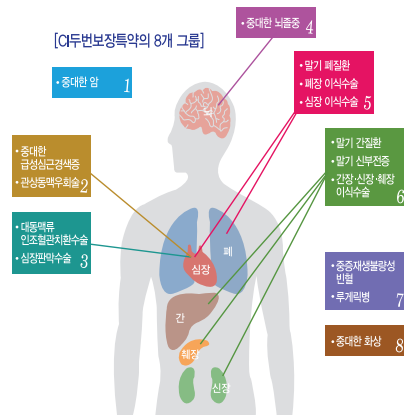 [CI두번보장특약의 8개 그룹]
• 중대한 뇌졸중 4
• 중대한 암 1
• 말기 폐질환
• 폐장 이식수술
• 심장 이식수술 5
뇌
• 중대한
급성심근경색증
• 관상동맥우회술 2
• 말기 간질환
• 말기 신부전증
• 간장·신장·췌장
이식수술 6
• 대동맥류
인조혈관치환수술
• 심장판막수술 3
폐
심장
• 중증재생불량성
빈혈
• 루게릭병 7
간
• 중대한 화상 8
췌장
신장